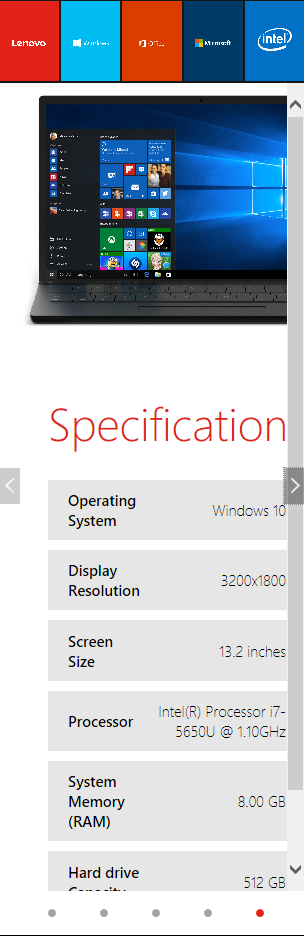 Lenovo
Windows
Office
Microsoft
intel
Specification
Operating
System
Windows 10
Display
Resolution
3200x1800
Screen
Size
13.2 inches
Processor
Intel(R) Processor i7-
5650U @ 1.10GHz
System
Memory
(RAM)
8.00 GB
Hard drive
Capacity
512 GB